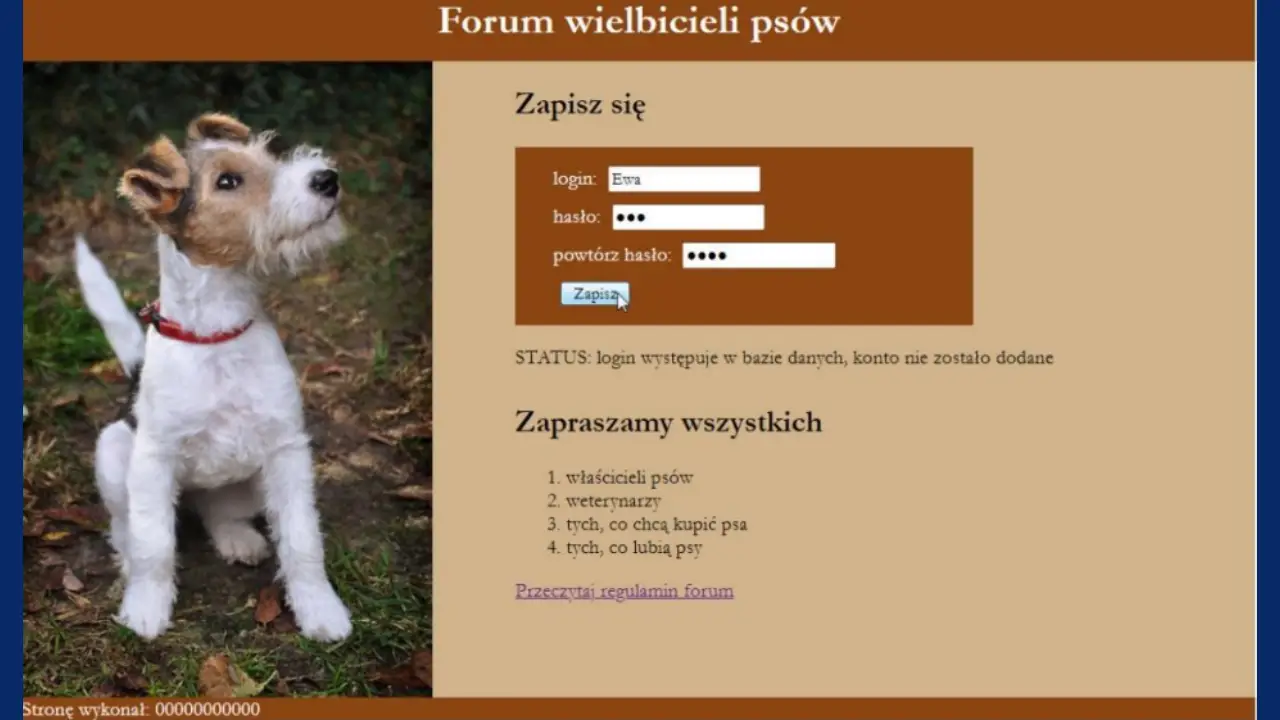 Forum wielbicieli psów
Zapisz się
login: Ewa
hasło: •••
powtórz hasło: ••••
Zapisz
STATUS: login występuje w bazie danych, konto nie zostało dodane
Zapraszamy wszystkich
1. właścicieli psów
2. weterynarzy
3. tych, co chcą kupić psa
4. tych, co lubią psy
Przeczytaj regulamin forum
Stronę wykonał: 00000000000